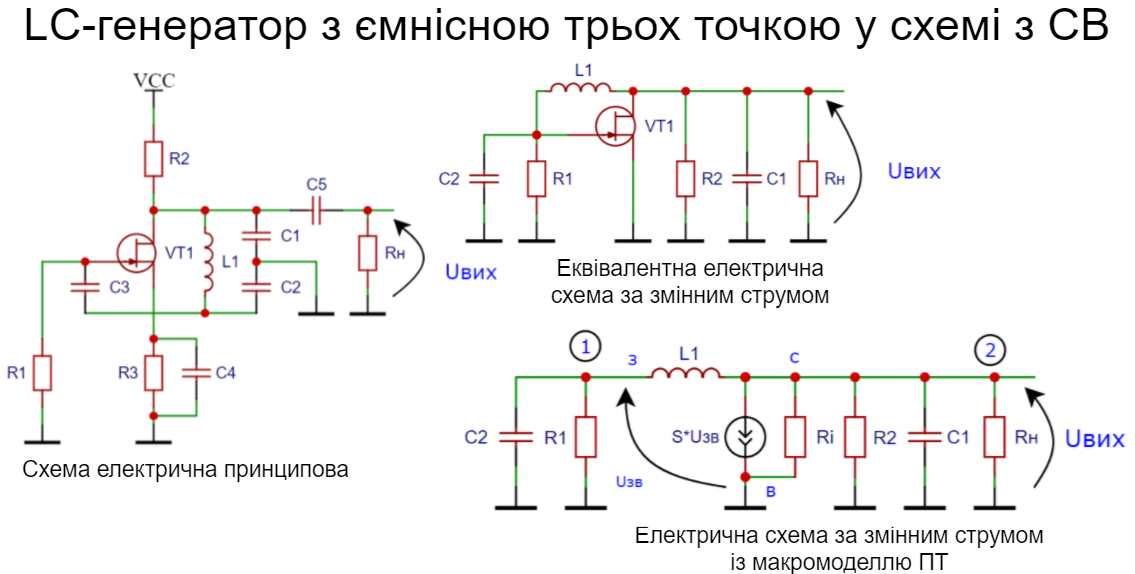 LC-генератор з ємнісною трьох точкою у схемі з СВ
VCC
R2
C5
VT1
L1
C1
Rн
Uвих
C3
C2
R1
R3
C4
Схема електрична принципова
L1
VT1
C2
R1
R2
C1
Rн
Uвих
Еквівалентна електрична
схема за змінним струмом
1
з
L1
с
2
C2
R1
S*Uзв
Ri
R2
C1
Rн
Uвих
Uзв
в
Електрична схема за змінним струмом
із макромоделлю ПТ